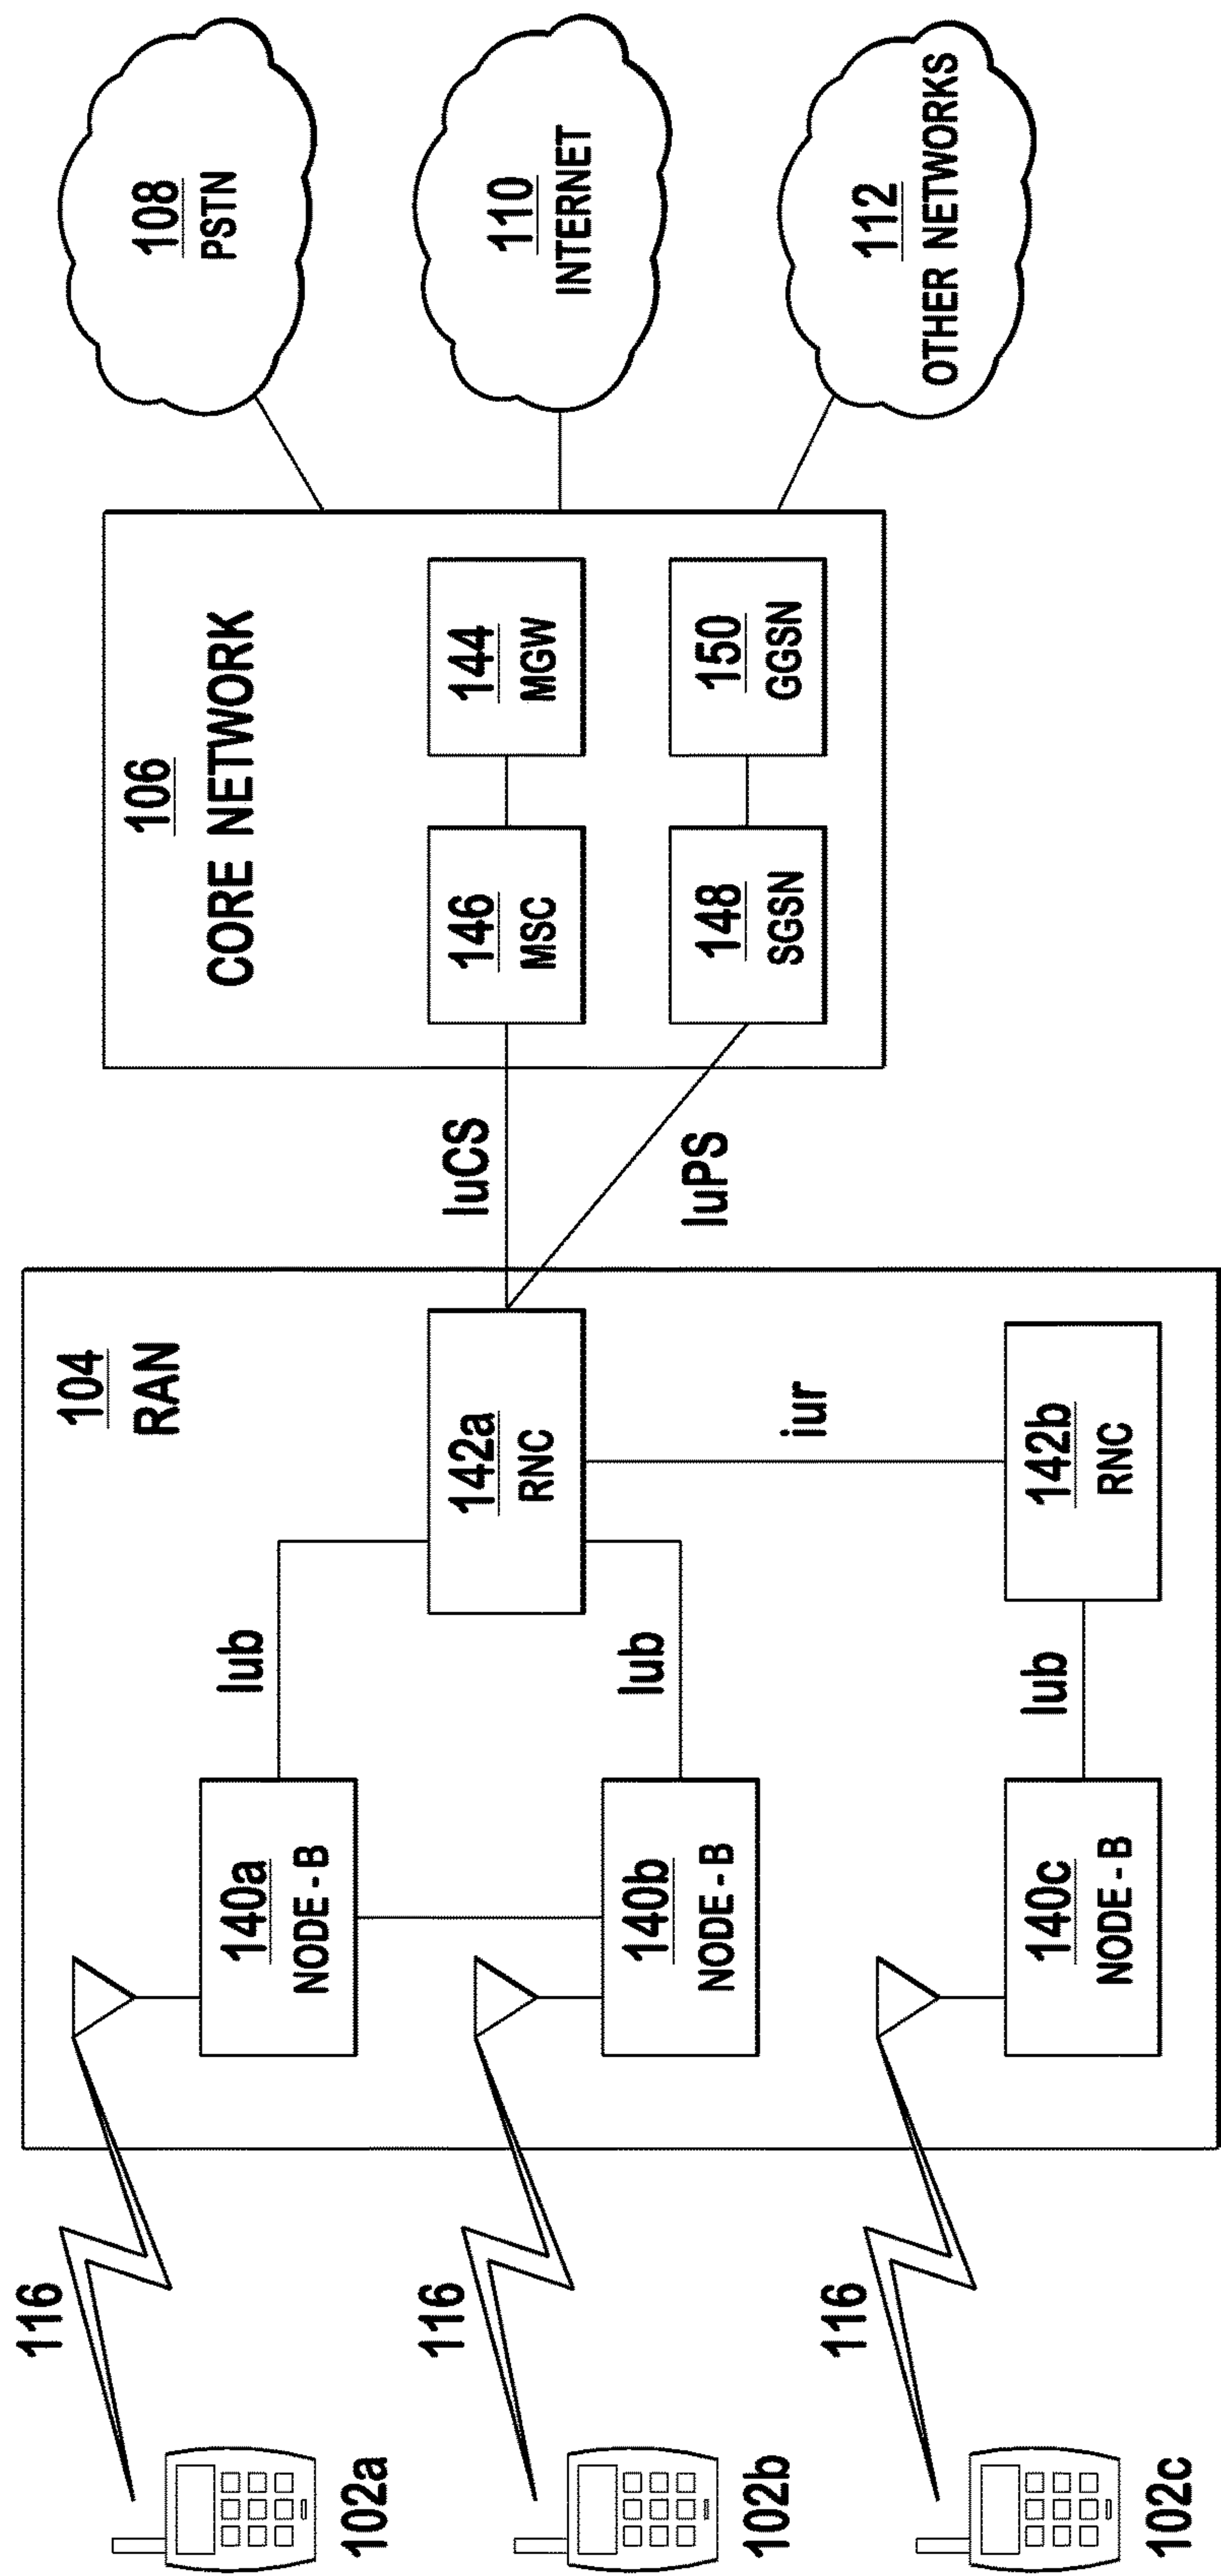 116
102a
116
102b
116
102c
104
RAN
140a
NODE - B
140b
NODE - B
140c
NODE - B
Iub
Iub
Iub
142a
RNC
iur
142b
RNC
IuCS
IuPS
106
CORE NETWORK
146
MSC
144
MGW
148
SGSN
150
GGSN
108
PSTN
110
INTERNET
112
OTHER NETWORKS